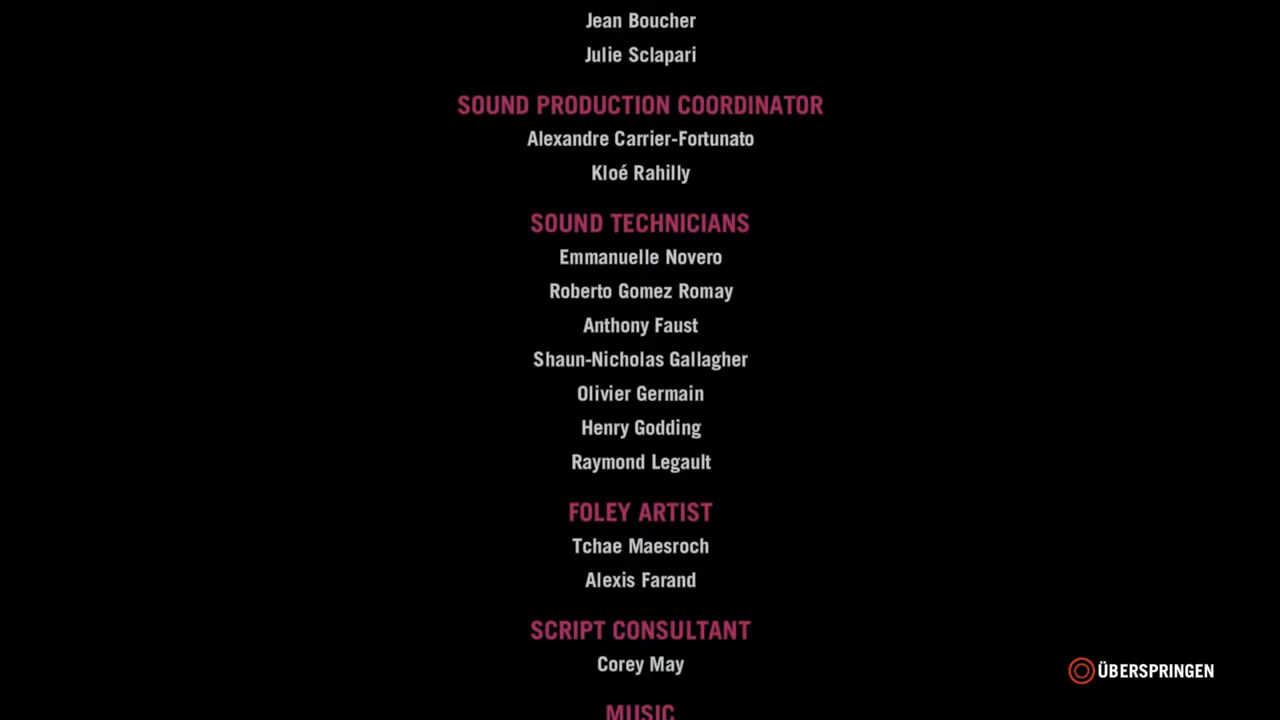 Jean Boucher
Julie Sclapari
SOUND PRODUCTION COORDINATOR
Alexandre Carrier-Fortunato
Kloé Rahilly
SOUND TECHNICIANS
Emmanuelle Novero
Roberto Gomez Romay
Anthony Faust
Shaun-Nicholas Gallagher
Olivier Germain
Henry Godding
Raymond Legault
FOLEY ARTIST
Tchae Maesroch
Alexis Farand
SCRIPT CONSULTANT
Corey May
ÜBERSPRINGEN
MUSIC